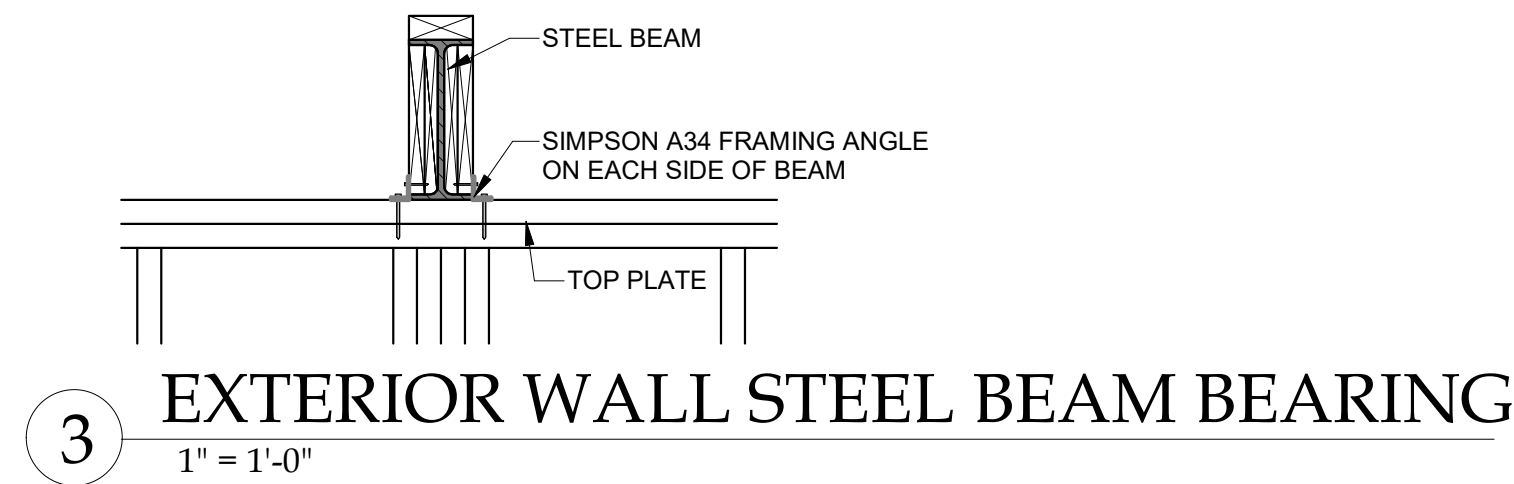 STEEL BEAM
SIMPSON A34 FRAMING ANGLE
ON EACH SIDE OF BEAM
TOP PLATE
3
EXTERIOR WALL STEEL BEAM BEARING
1" = 1'-0"